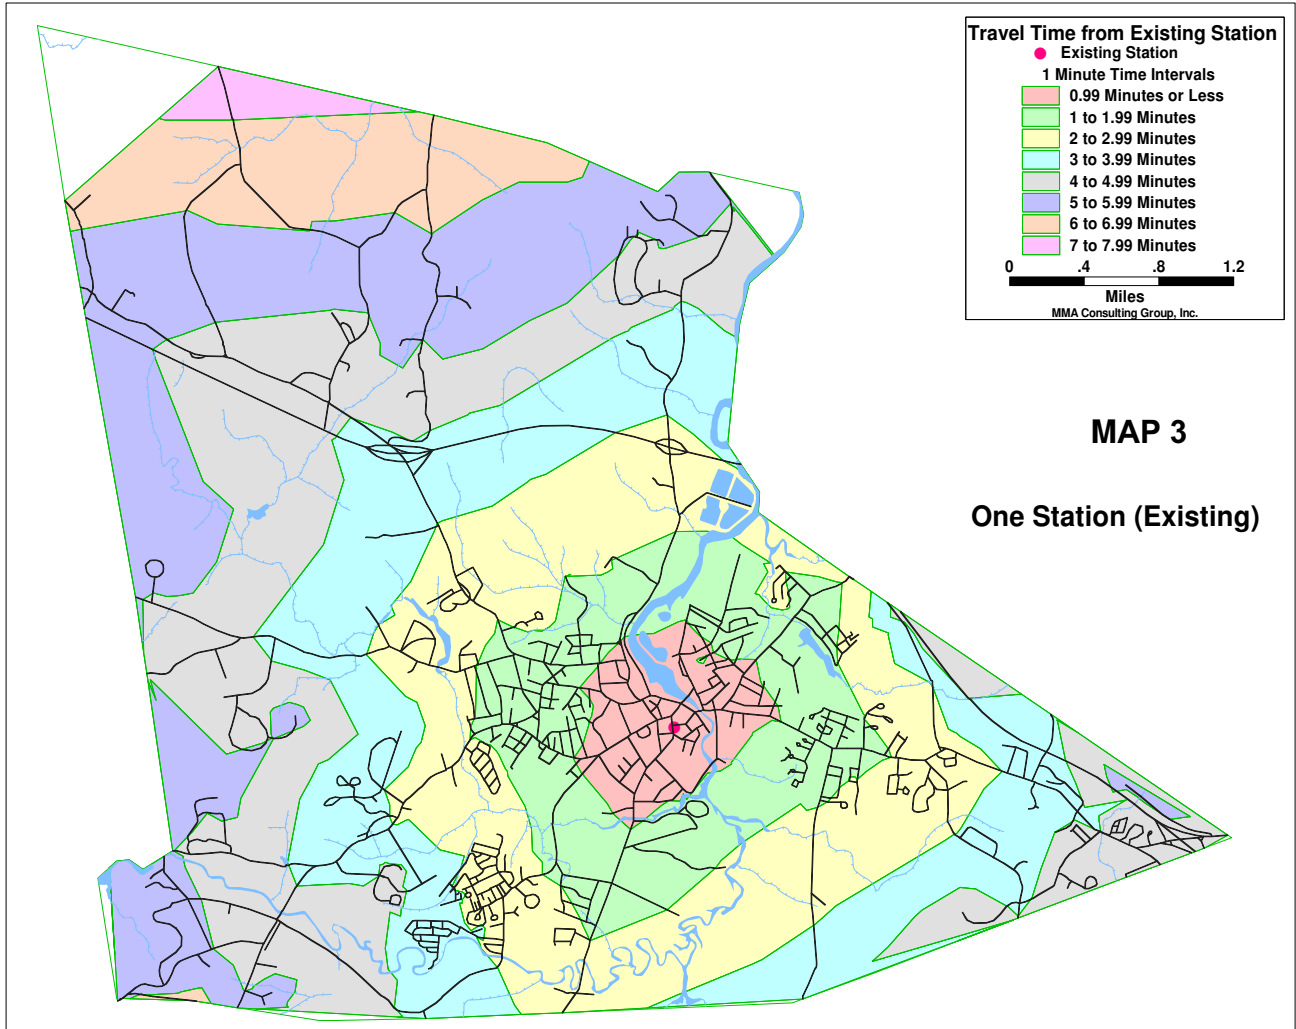 Travel Time from Existing Station
Existing Station
1 Minute Time Intervals
0.99 Minutes or Less
1 to 1.99 Minutes
2 to 2.99 Minutes
3 to 3.99 Minutes
4 to 4.99 Minutes
5 to 5.99 Minutes
6 to 6.99 Minutes
7 to 7.99 Minutes
0 .4 .8 1.2
Miles
MMA Consulting Group, Inc.
MAP 3
One Station (Existing)